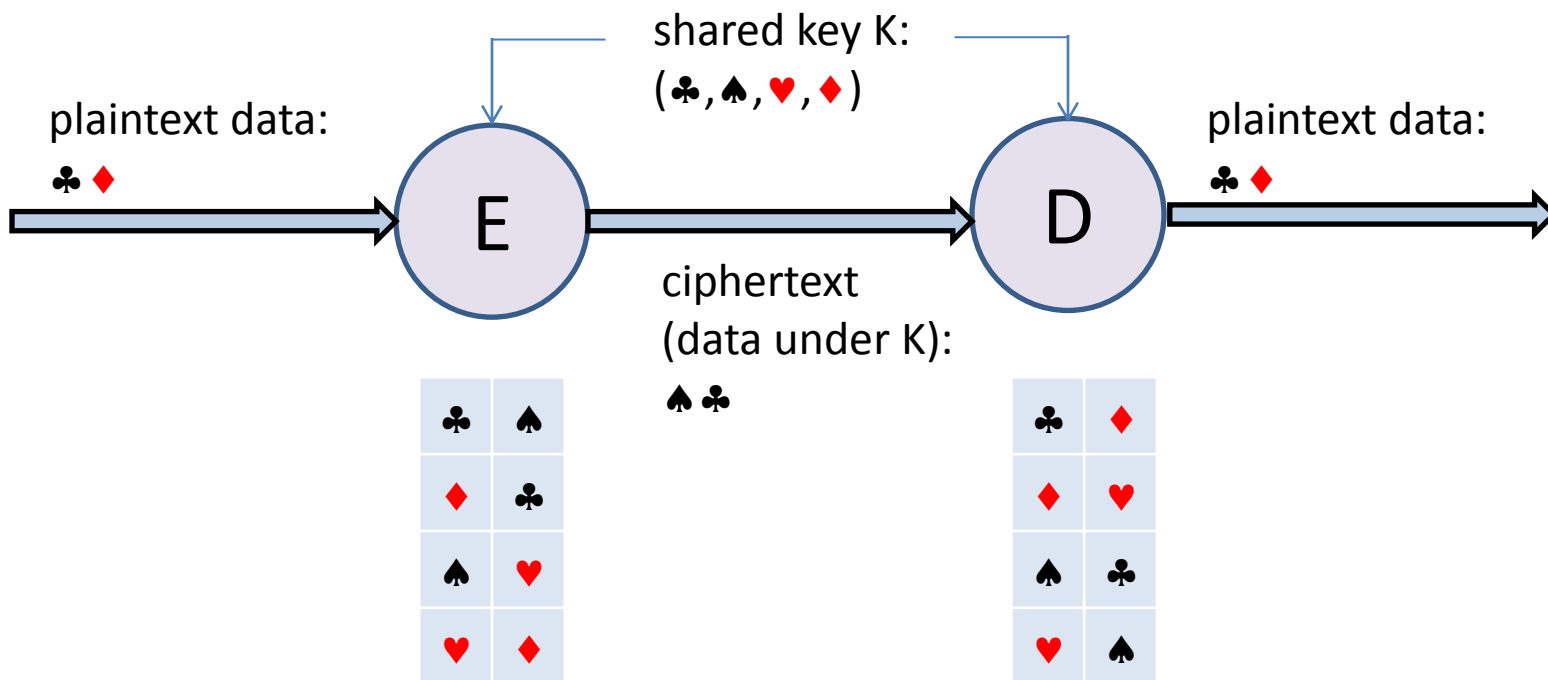 shared key K:
(♣,♠,♥,♦)
plaintext data:
♣♦
E
D
plaintext data:
♣♦
ciphertext
(data under K):
♠♣
♣ ♠
♦ ♣
♠ ♥
♥ ♦
♣ ♦
♦ ♥
♠ ♣
♥ ♠